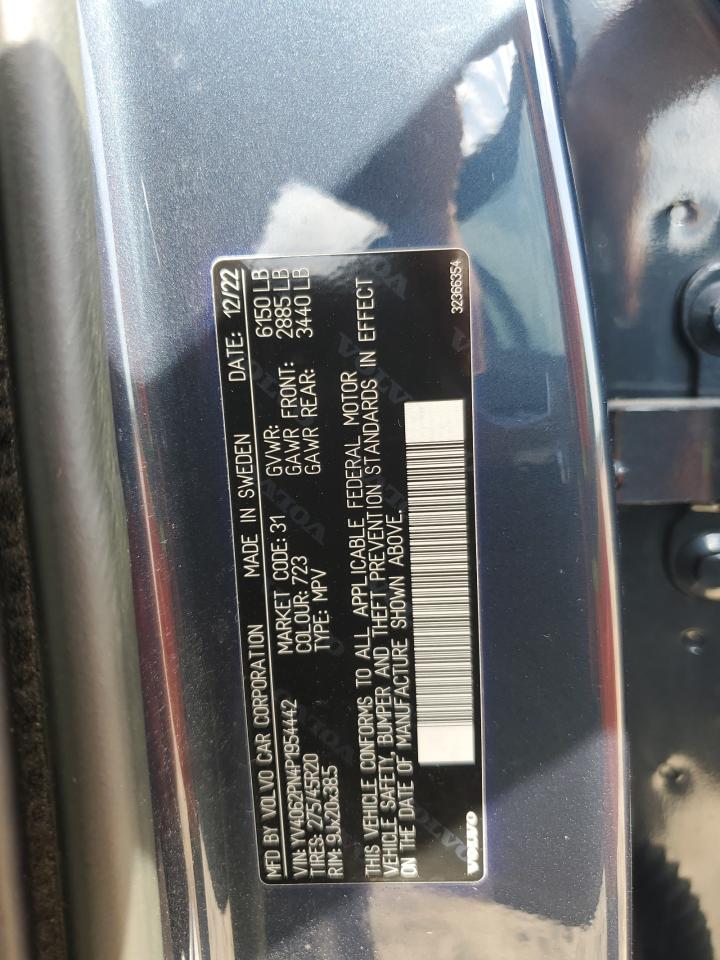 MFD BY VOLVO CAR CORPORATION MADE IN SWEDEN DATE: 12/22
VIN: YV4062PN4P1954442 MARKET CODE: 31 GVWR: 6150 LB
TIRES: 275/45R20 COLOUR: 723 GAWR FRONT: 2885 LB
RIM: 9Jx20x38.5 TYPE: MPV GAWR REAR: 3440 LB
THIS VEHICLE CONFORMS TO ALL APPLICABLE FEDERAL MOTOR
VEHICLE SAFETY, BUMPER AND THEFT PREVENTION STANDARDS IN EFFECT
ON THE DATE OF MANUFACTURE SHOWN ABOVE.
VOLVO 32366354